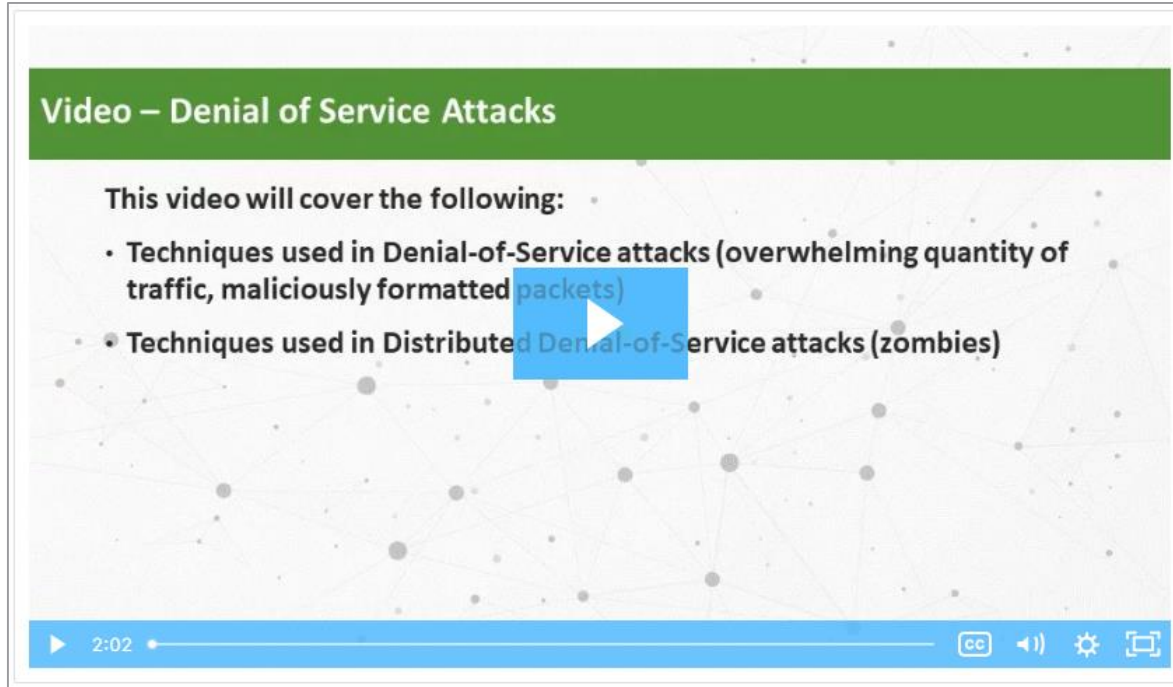 Video – Denial of Service Attacks
This video will cover the following:
• Techniques used in Denial-of-Service attacks (overwhelming quantity of
traffic, maliciously formatted packets)
• Techniques used in Distributed Denial-of-Service attacks (zombies)
2:02
CC